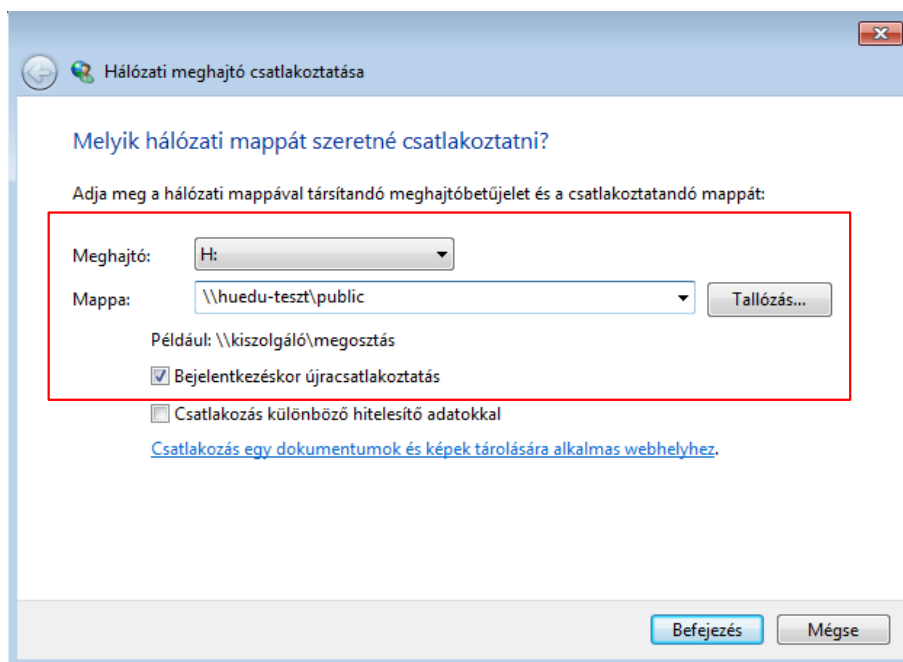 Hálózati meghajtó csatlakoztatása
Melyik hálózati mappát szeretné csatlakoztatni?
Adja meg a hálózati mappával társítandó meghajtóbetűjelet és a csatlakoztatandó mappát:
Meghajtó: H:
Mappa: \\huedu-teszt\public Tallózás...
Például: \\kiszolgáló\megosztás
Bejelentkezéskor újracsatlakoztatás
Csatlakozás különböző hitelesítő adatokkal
Csatlakozás egy dokumentumok és képek tárolására alkalmas webhelyhez.
Befejezés Mégse